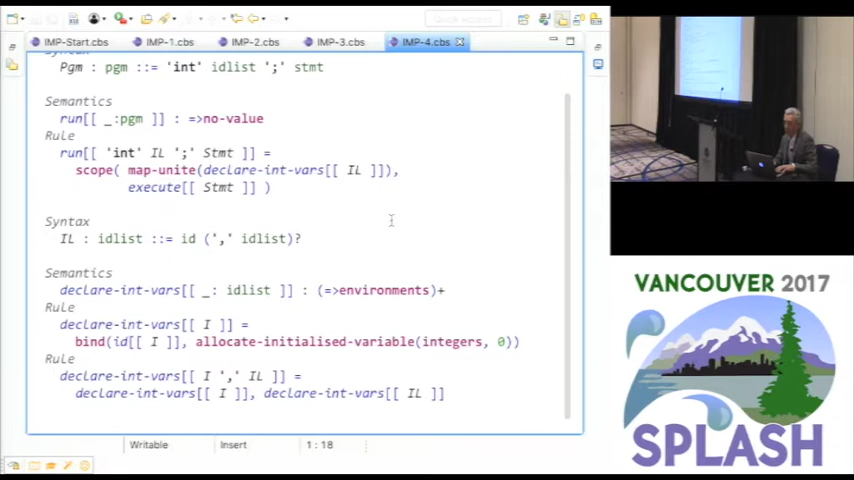 Quick Access
IMP-Start.cbs IMP-1.cbs IMP-2.cbs IMP-3.cbs IMP-4.cbs
Syntax
Pgm : pgm ::= 'int' idlist ';' stmt
Semantics
run[[ _:pgm ]] : =>no-value
Rule
run[[ 'int' IL ';' Stmt ]] =
scope( map-unite(declare-int-vars[[ IL ]]),
execute[[ Stmt ]] )
Syntax
IL : idlist ::= id (',' idlist)?
Semantics
declare-int-vars[[ _: idlist ]] : (=>environments)+
Rule
declare-int-vars[[ I ]] =
bind(id[[ I ]], allocate-initialised-variable(integers, 0))
Rule
declare-int-vars[[ I ',' IL ]] =
declare-int-vars[[ I ]], declare-int-vars[[ IL ]]
Writable Insert 1 : 18
VANCOUVER 2017
SPLASH